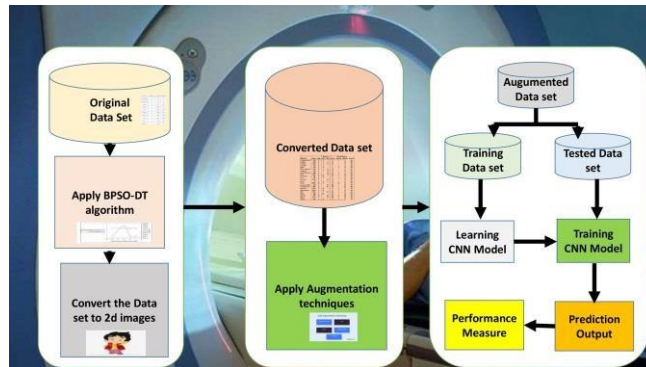 Original
Data Set
Apply BPSO-DT
algorithm
Convert the Data
set to 2d images
Converted Data set
Apply Augmentation
techniques
Augumented
Data set
Training
Data set
Tested Data
set
Learning
CNN Model
Training
CNN Model
Performance
Measure
Prediction
Output